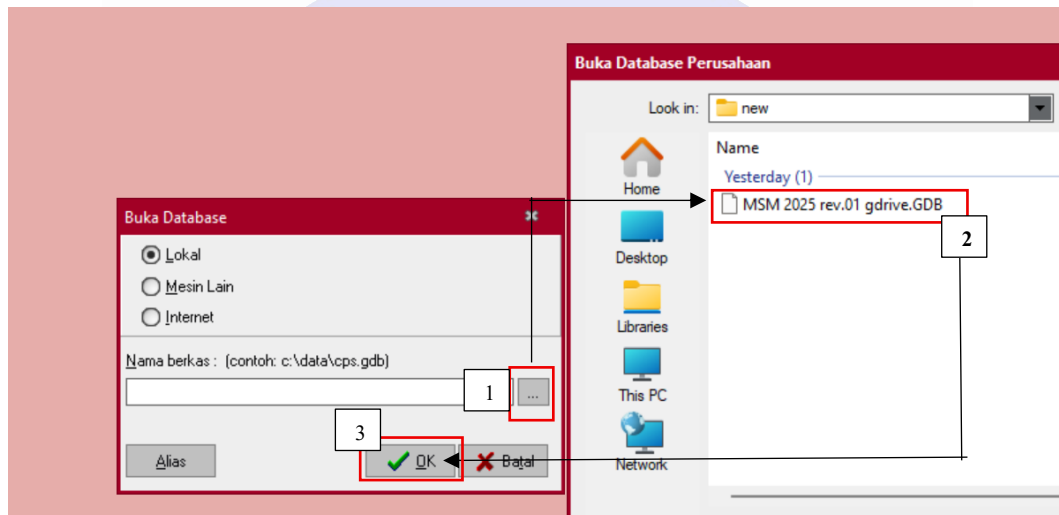 Buka Database Perusahaan
Look in:
new
Name
Yesterday (1)
MSM 2025 rev.01 gdrive.GDB
2
Home
Desktop
Libraries
This PC
Network
Buka Database
Lokal
Mesin Lain
Internet
Nama berkas : (contoh: c:\data\cps.gdb)
1
...
3
Alias
OK
Batal